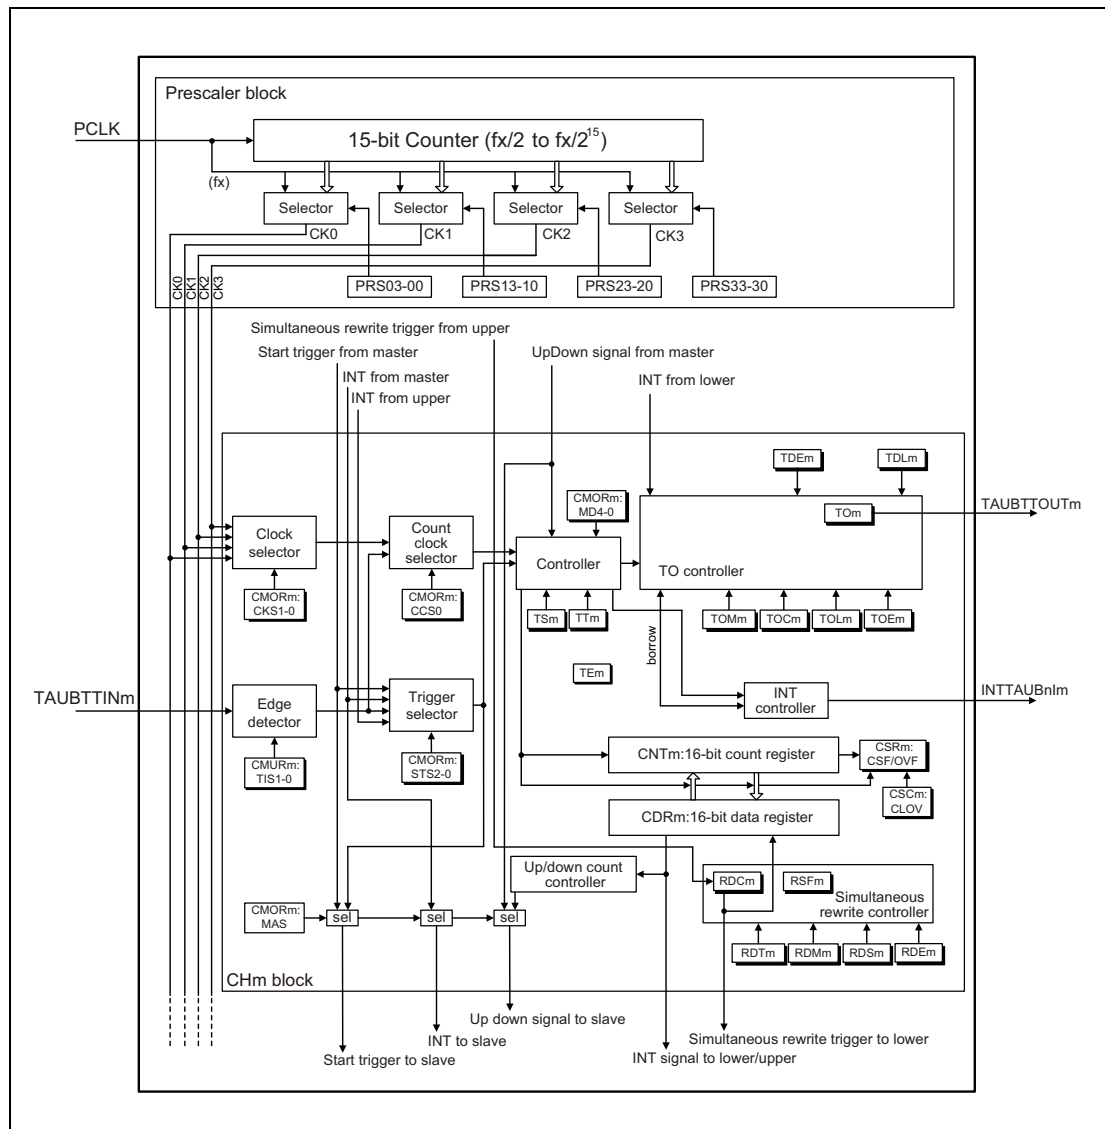 Prescaler block
PCLK
15-bit Counter (fx/2 to fx/2^15)
(fx)
Selector
Selector
Selector
Selector
CK0
CK1
CK2
CK3
CK0
CK1
CK2
CK3
PRS03-00
PRS13-10
PRS23-20
PRS33-30
Simultaneous rewrite trigger from upper
Start trigger from master
UpDown signal from master
INT from master
INT from lower
INT from upper
TDEm
TDLm
CMORm:
MD4-0
TOm
TAUBTTOUTm
Clock
selector
Count
clock
selector
Controller
TO controller
CMORm:
CKS1-0
CMORm:
CCS0
TSm
TTm
TOMm
TOCm
TOLm
TOEm
borrow
TEm
TAUBTTINm
Edge
detector
Trigger
selector
INT
controller
INTTAUBnIm
CMURm:
TIS1-0
CMORm:
STS2-0
CNTm:16-bit count register
CSRm:
CSF/OVF
CSCm:
CLOV
CDRm:16-bit data register
Up/down count
controller
RDCm
RSFm
Simultaneous
rewrite controller
CMORm:
MAS
sel
sel
sel
RDTm
RDMm
RDSm
RDEm
CHm block
Up down signal to slave
INT to slave
Simultaneous rewrite trigger to lower
Start trigger to slave
INT signal to lower/upper